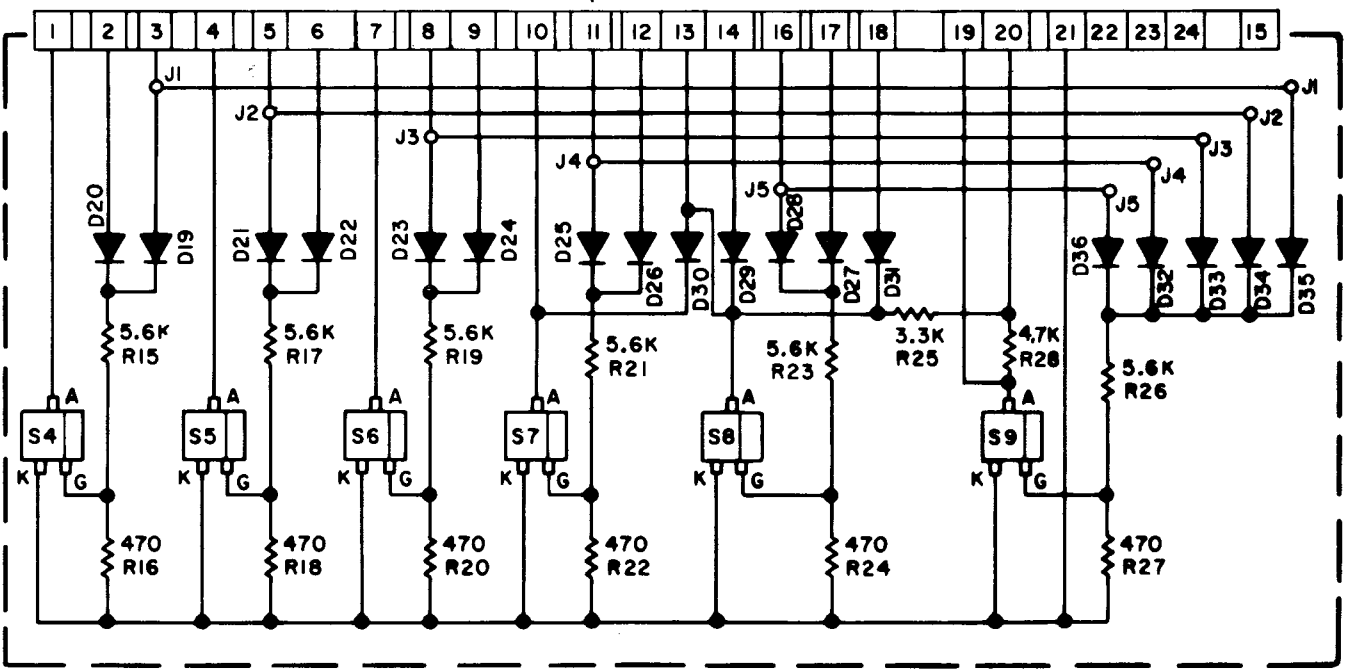 1 2 3 4 5 6 7 8 9 10 11 12 13 14 16 17 18 19 20 21 22 23 24 15
J1 J1
J2 J2
J3 J3
J4 J4
J5 J5
D20 D19 D21 D22 D23 D24 D25 D26 D30 D29 D28 D27 D31 D36 D32 D33 D34 D35
5.6K
R15
5.6K
R17
5.6K
R19
5.6K
R21
5.6K
R23
3.3K
R25
4.7K
R28
5.6K
R26
A A A A A A
S4 S5 S6 S7 S8 S9
K G K G K G K G K G K G
470
R16
470
R18
470
R20
470
R22
470
R24
470
R27